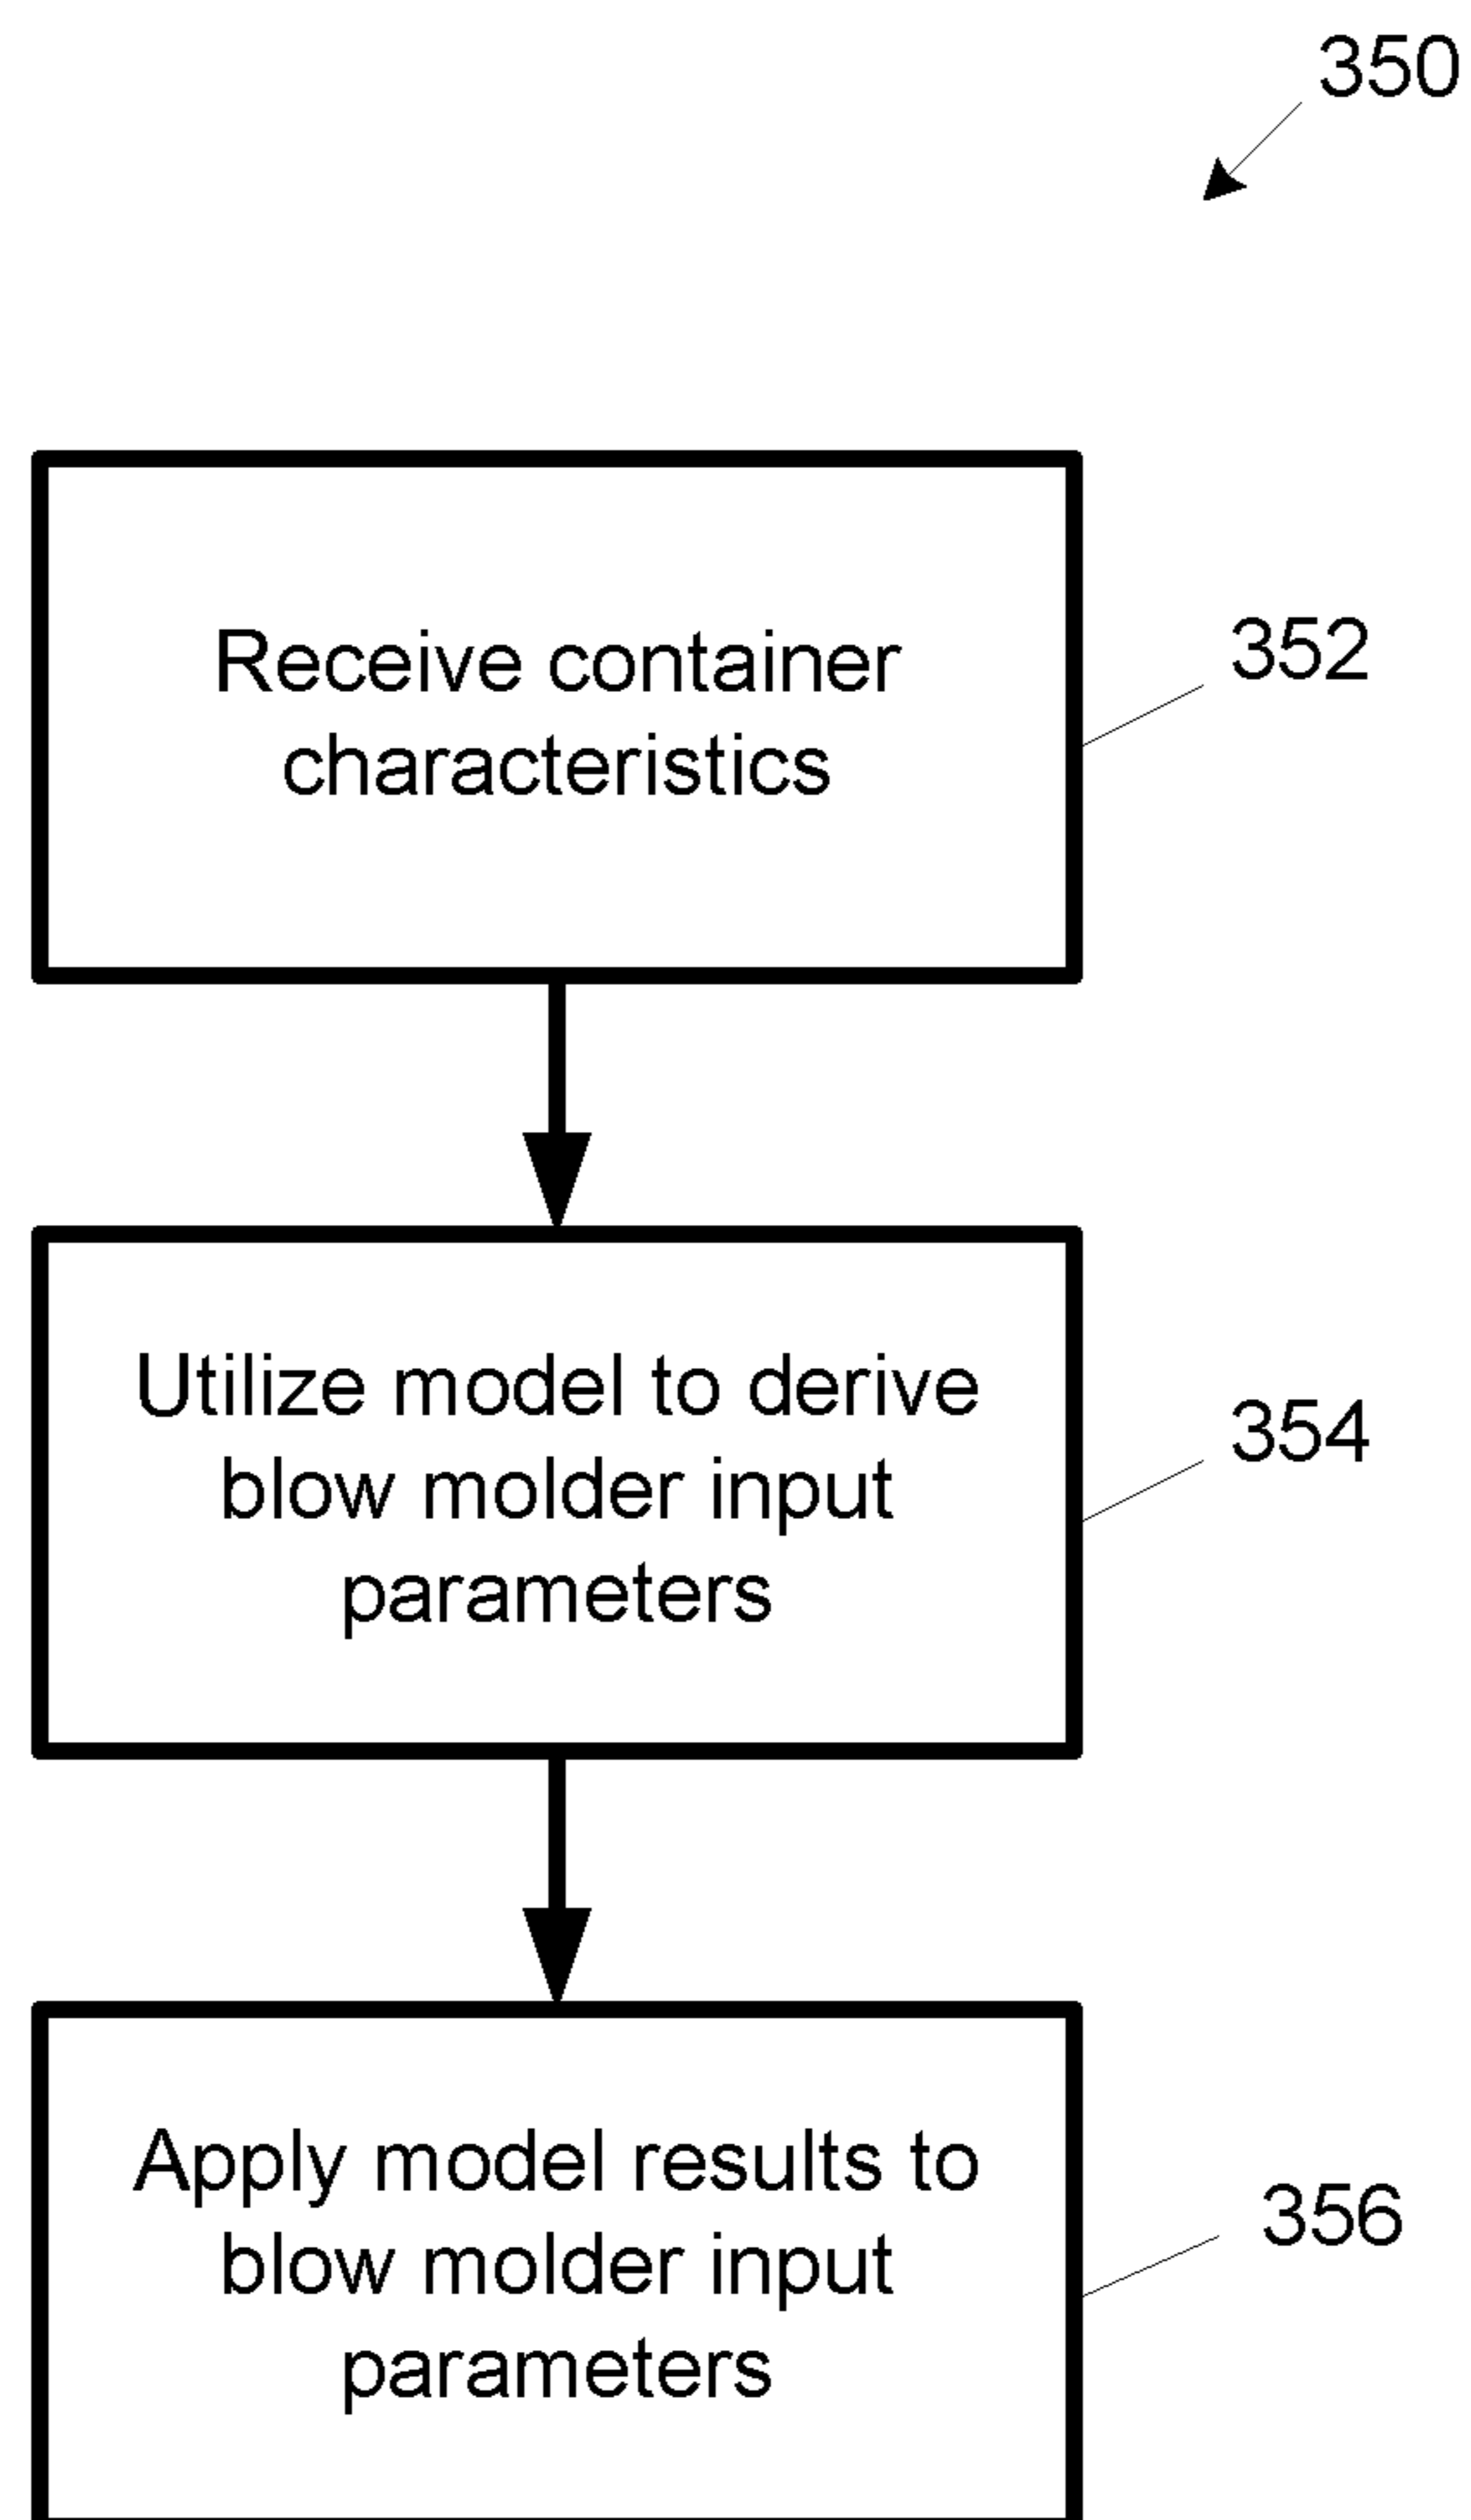 350
Receive container
characteristics
352
Utilize model to derive
blow molder input
parameters
354
Apply model results to
blow molder input
parameters
356